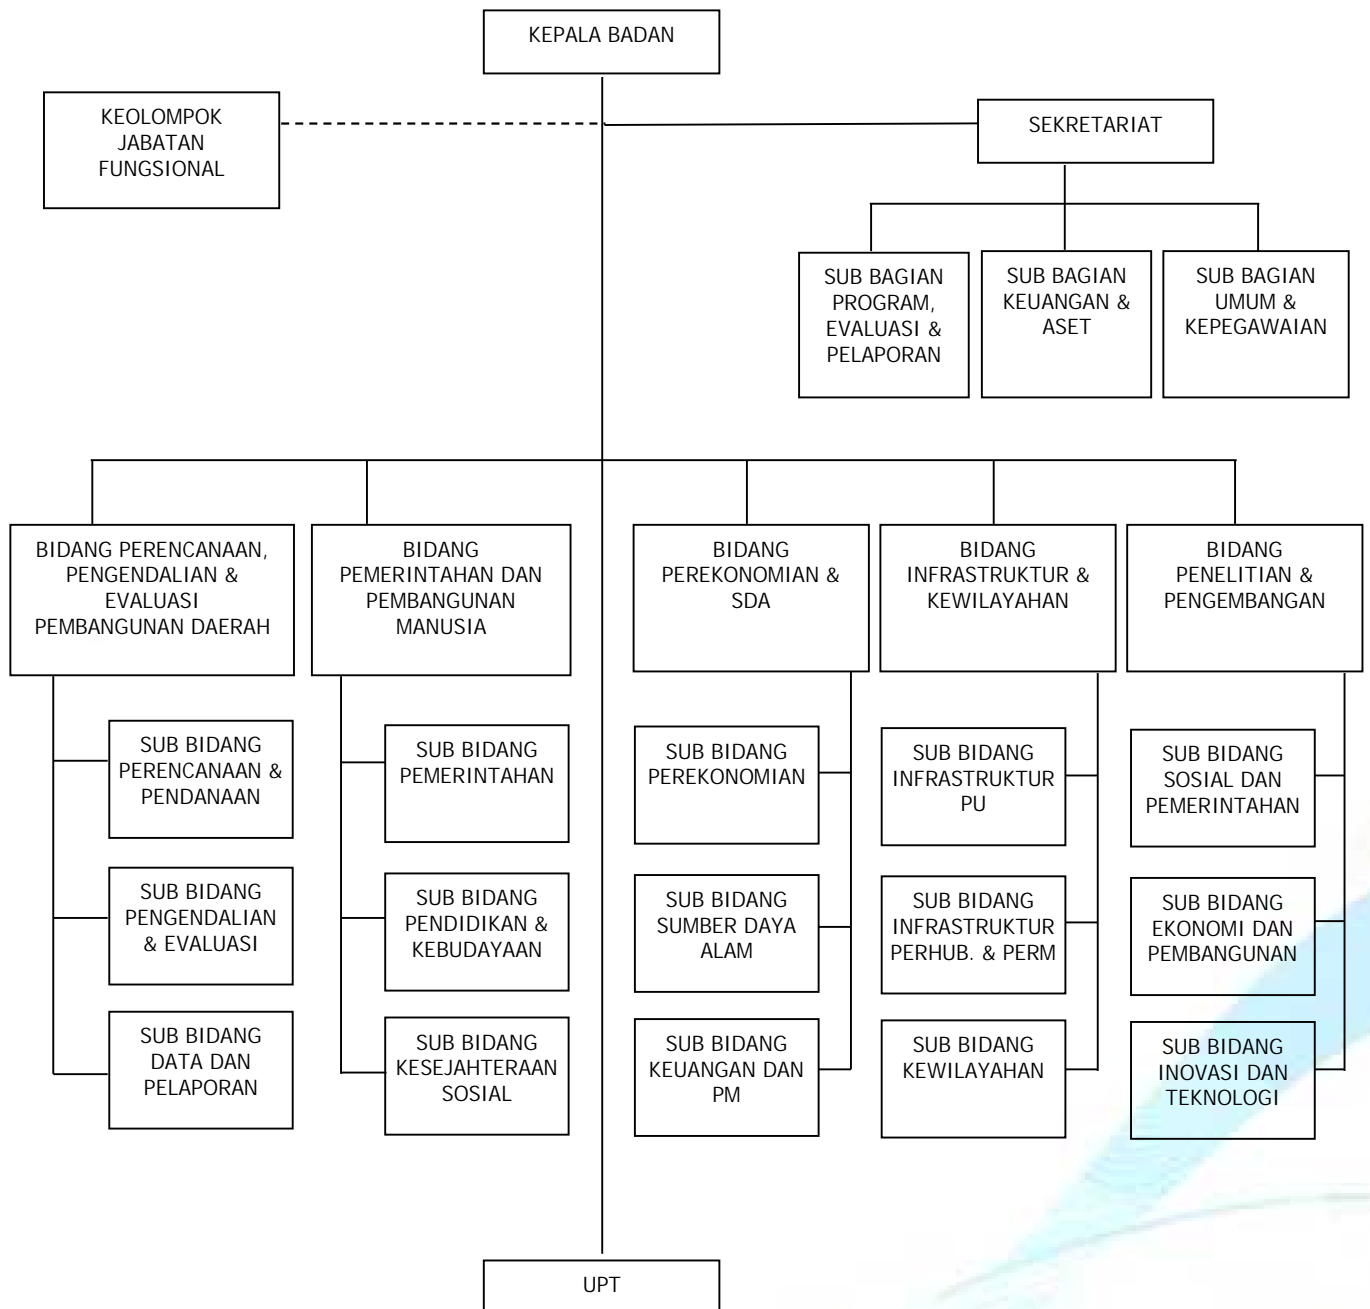 KEPALA BADAN
KEOLOMPOK
JABATAN
FUNGSIONAL
SEKRETARIAT
SUB BAGIAN
PROGRAM,
EVALUASI &
PELAPORAN
SUB BAGIAN
KEUANGAN &
ASET
SUB BAGIAN
UMUM &
KEPEGAWAIAN
BIDANG PERENCANAAN,
PENGENDALIAN &
EVALUASI
PEMBANGUNAN DAERAH
BIDANG
PEMERINTAHAN DAN
PEMBANGUNAN
MANUSIA
BIDANG
PEREKONOMIAN &
SDA
BIDANG
INFRASTRUKTUR &
KEWILAYAHAN
BIDANG
PENELITIAN &
PENGEMBANGAN
SUB BIDANG
PERENCANAAN &
PENDANAAN
SUB BIDANG
PEMERINTAHAN
SUB BIDANG
PEREKONOMIAN
SUB BIDANG
INFRASTRUKTUR
PU
SUB BIDANG
SOSIAL DAN
PEMERINTAHAN
SUB BIDANG
PENGENDALIAN
& EVALUASI
SUB BIDANG
PENDIDIKAN &
KEBUDAYAAN
SUB BIDANG
SUMBER DAYA
ALAM
SUB BIDANG
INFRASTRUKTUR
PERHUB. & PERM
SUB BIDANG
EKONOMI DAN
PEMBANGUNAN
SUB BIDANG
DATA DAN
PELAPORAN
SUB BIDANG
KESEJAHTERAAN
SOSIAL
SUB BIDANG
KEUANGAN DAN
PM
SUB BIDANG
KEWILAYAHAN
SUB BIDANG
INOVASI DAN
TEKNOLOGI
UPT